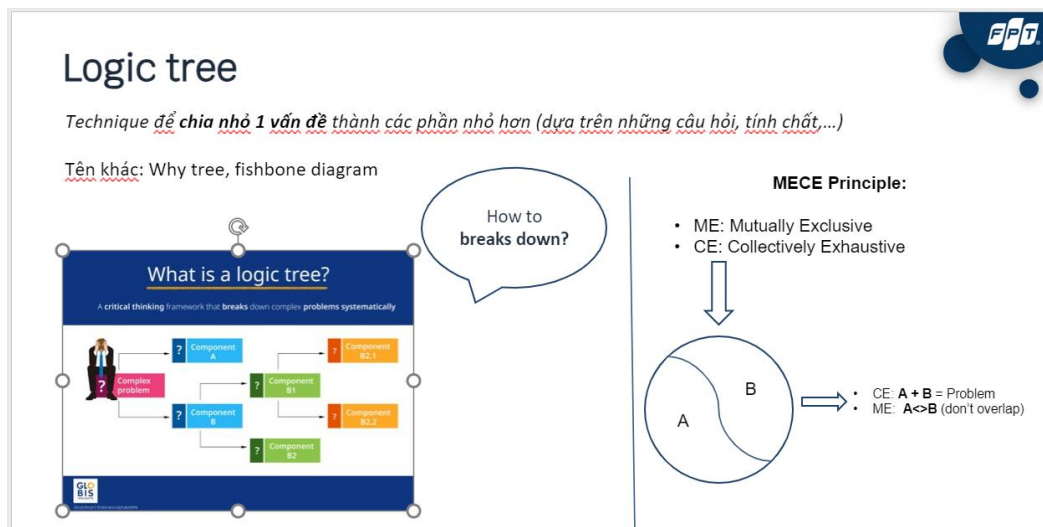 FPT
Logic tree
Technique để chia nhỏ 1 vấn đề thành các phần nhỏ hơn (dựa trên những câu hỏi, tính chất,...)
Tên khác: Why tree, fishbone diagram
How to
breaks down?
What is a logic tree?
A critical thinking framework that breaks down complex problems systematically
?
Complex
problem
?
Component
A
?
Component
B
?
Component
B1
?
Component
B2
?
Component
B2.1
?
Component
B2.2
GLO
BIS
MECE Principle:
• ME: Mutually Exclusive
• CE: Collectively Exhaustive
A
B
• CE: A + B = Problem
• ME: A<>B (don't overlap)